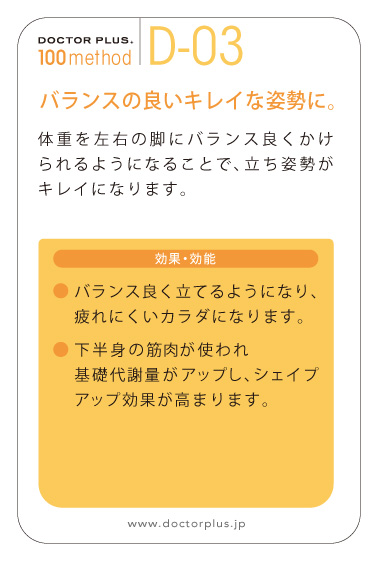 DOCTOR PLUS.
100method
D-03
バランスの良いキレイな姿勢に。
体重を左右の脚にバランス良くかけ
られるようになることで、立ち姿勢が
キレイになります。
効果・効能
● バランス良く立てるようになり、
疲れにくいカラダになります。
● 下半身の筋肉が使われ
基礎代謝量がアップし、シェイプ
アップ効果が高まります。
www.doctorplus.jp